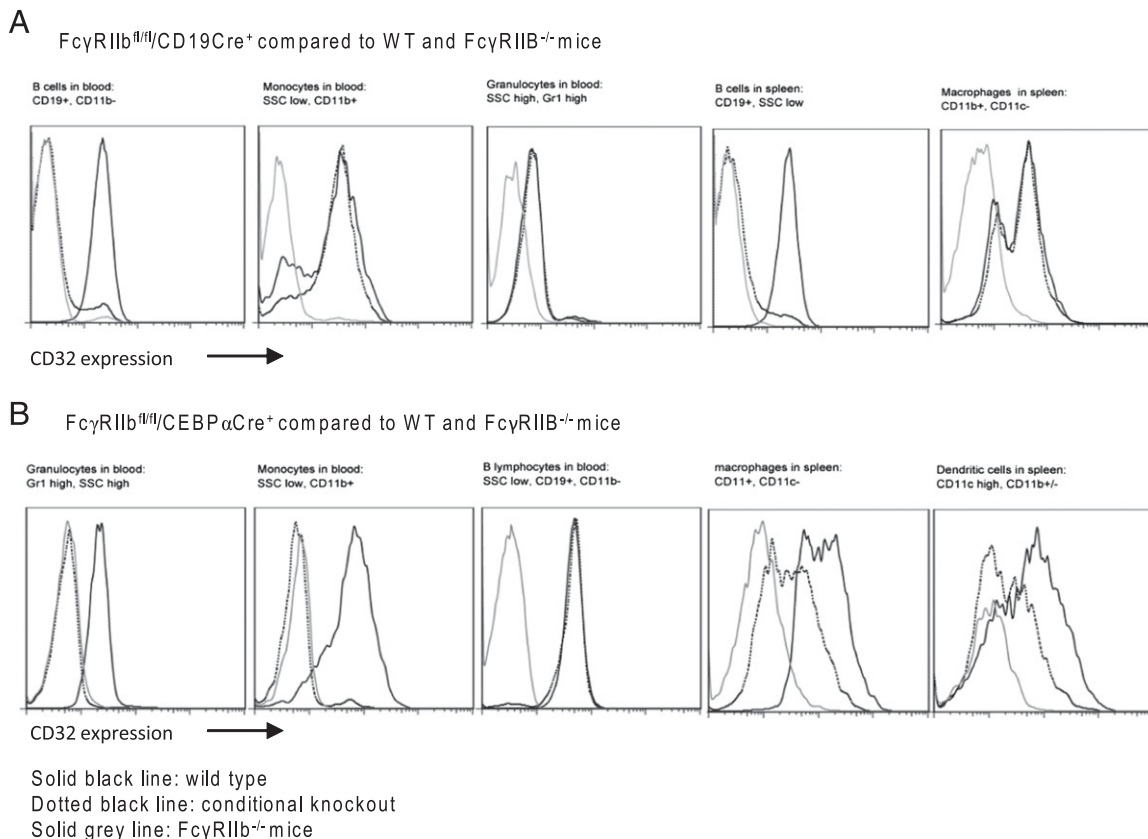 A
FcγRIIb^fl/fl/CD19Cre⁺ compared to WT and FcγRIIB⁻/⁻ mice
B cells in blood:
CD19+, CD11b-
Monocytes in blood:
SSC low, CD11b+
Granulocytes in blood:
SSC high, Gr1 high
B cells in spleen:
CD19+, SSC low
Macrophages in spleen:
CD11b+, CD11c-
CD32 expression
B
FcγRIIb^fl/fl/CEBPαCre⁺ compared to WT and FcγRIIB⁻/⁻ mice
Granulocytes in blood:
Gr1 high, SSC high
Monocytes in blood:
SSC low, CD11b+
B lymphocytes in blood:
SSC low, CD19+, CD11b-
macrophages in spleen:
CD11+, CD11c-
Dendritic cells in spleen:
CD11c high, CD11b+/-
CD32 expression
Solid black line: wild type
Dotted black line: conditional knockout
Solid grey line: FcγRIIb⁻/⁻ mice